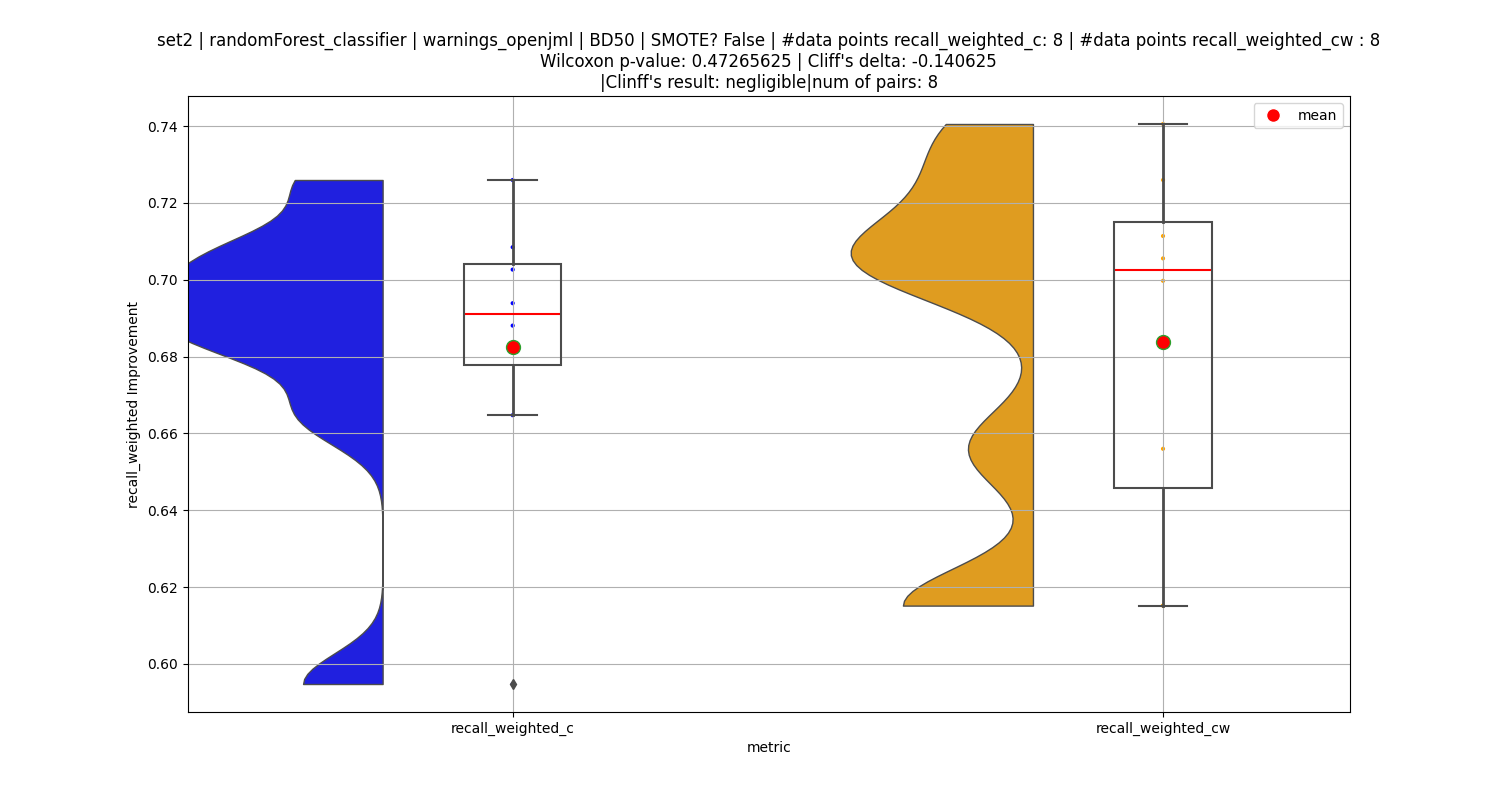 set2 | randomForest_classifier | warnings_openjml | BD50 | SMOTE? False | #data points recall_weighted_c: 8 | #data points recall_weighted_cw : 8
Wilcoxon p-value: 0.47265625 | Cliff's delta: -0.140625
|Clinff's result: negligible|num of pairs: 8
mean
0.74
0.72
0.70
0.68
0.66
0.64
0.62
0.60
recall_weighted Improvement
recall_weighted_c
recall_weighted_cw
metric